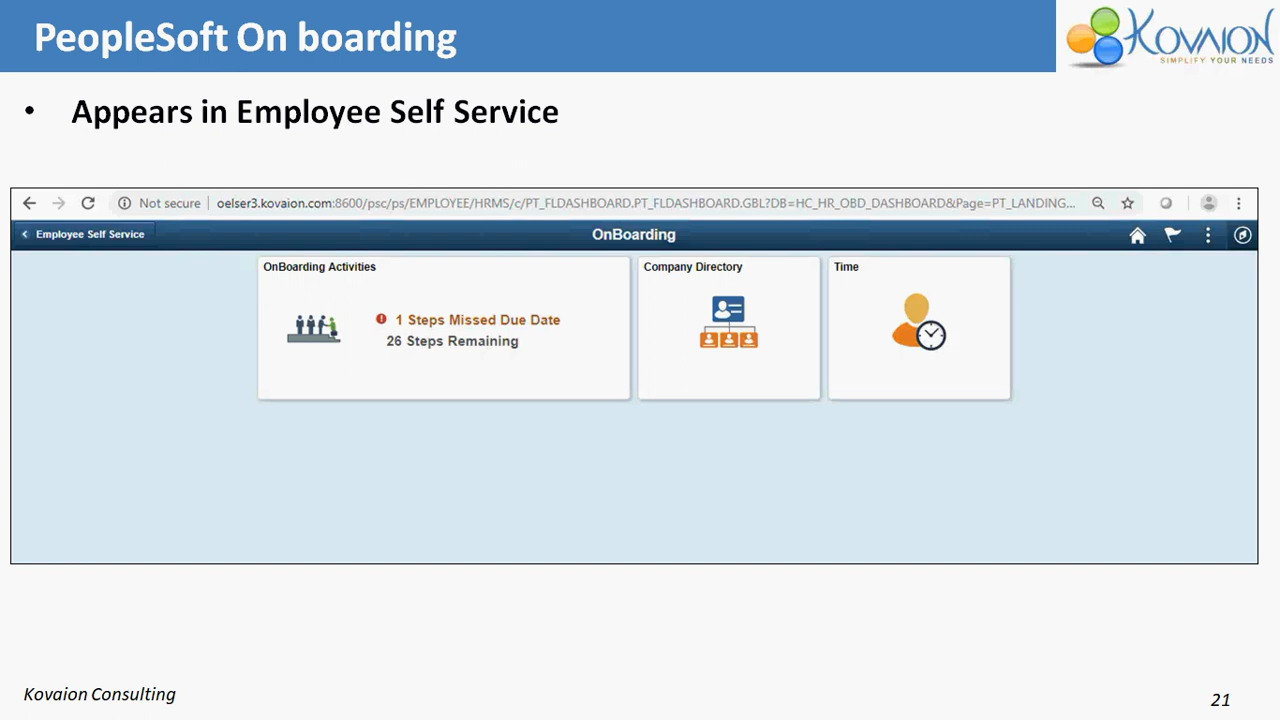 PeopleSoft On boarding
KOVAION
SIMPLIFY YOUR NEEDS
• Appears in Employee Self Service
Not secure | oelser3.kovaion.com:8600/psc/ps/EMPLOYEE/HRMS/c/PT_FLDASHBOARD.PT_FLDASHBOARD.GBL?DB=HC_HR_OBD_DASHBOARD&Page=PT_LANDING...
Employee Self Service
OnBoarding
OnBoarding Activities
1 Steps Missed Due Date
26 Steps Remaining
Company Directory
Time
Kovaion Consulting
21